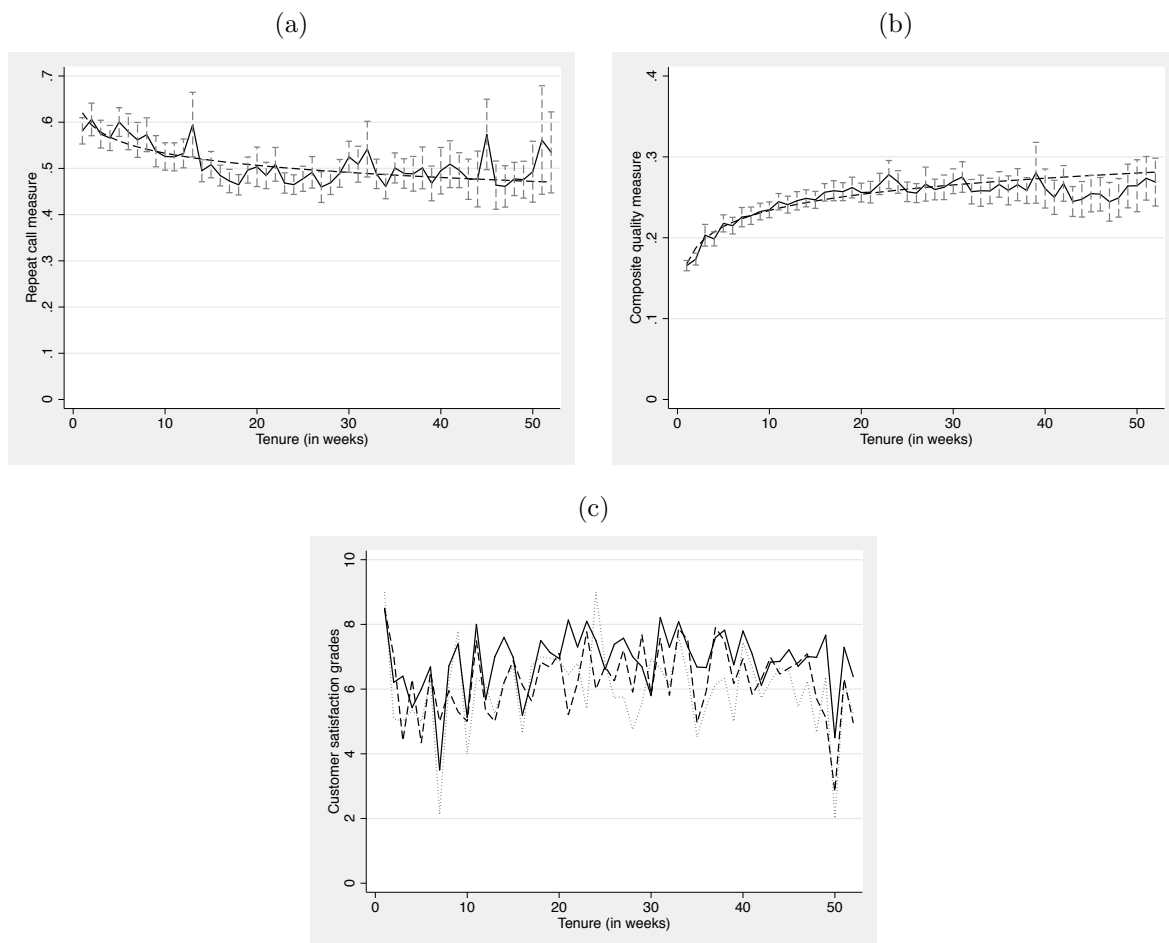 (a)
Repeat call measure
.7
.6
.5
.4
.3
.2
.1
0
0 10 20 30 40 50
Tenure (in weeks)
(b)
Composite quality measure
.4
.3
.2
.1
0
0 10 20 30 40 50
Tenure (in weeks)
(c)
Customer satisfaction grades
10
8
6
4
2
0
0 10 20 30 40 50
Tenure (in weeks)